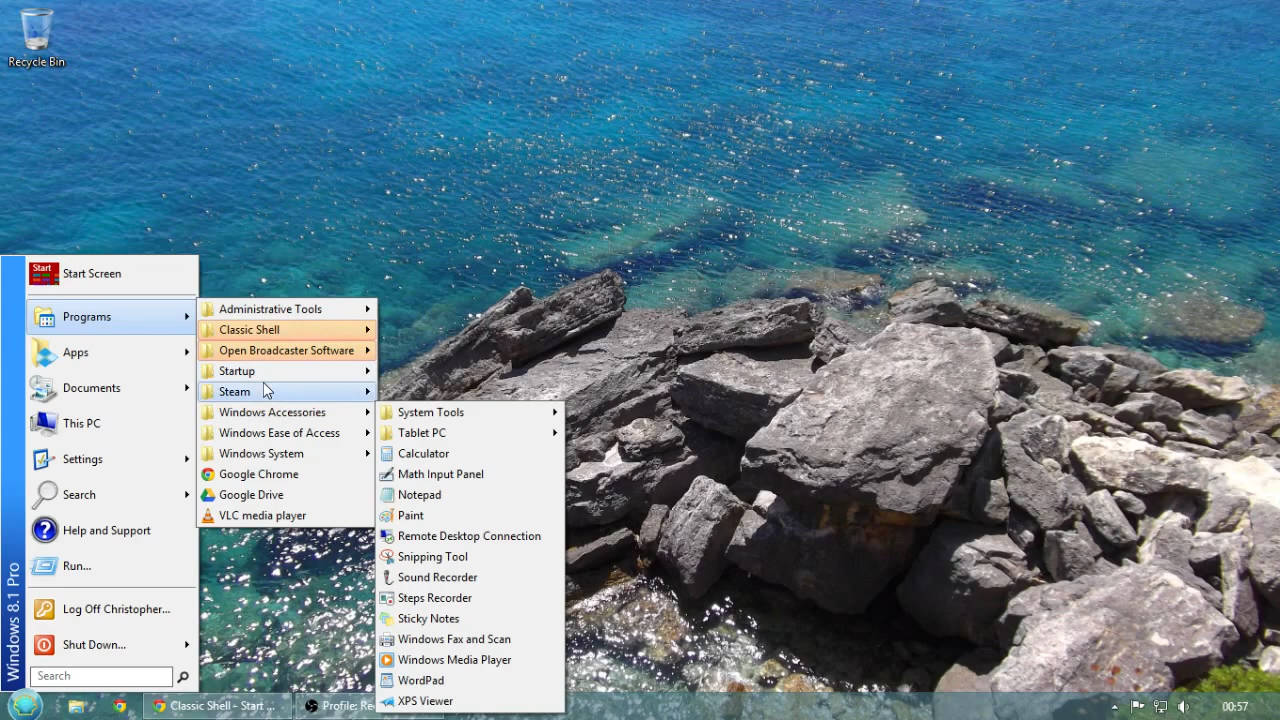 Recycle Bin
Start
Start Screen
Programs
Apps
Documents
This PC
Settings
Search
Help and Support
Run...
Log Off Christopher...
Shut Down...
Search
Windows 8.1 Pro
Administrative Tools
Classic Shell
Open Broadcaster Software
Startup
Steam
Windows Accessories
Windows Ease of Access
Windows System
Google Chrome
Google Drive
VLC media player
System Tools
Tablet PC
Calculator
Math Input Panel
Notepad
Paint
Remote Desktop Connection
Snipping Tool
Sound Recorder
Steps Recorder
Sticky Notes
Windows Fax and Scan
Windows Media Player
WordPad
XPS Viewer
Classic Shell - Start ...
Profile: Re
00:57